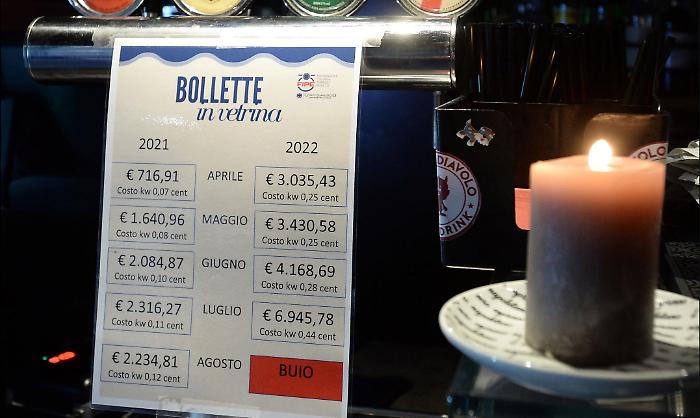 BOLLETTE
in vetrina
FIPE
2021
2022
€ 716,91
Costo kw 0,07 cent
APRILE
€ 3.035,43
Costo kw 0,25 cent
€ 1.640,96
Costo kw 0,08 cent
MAGGIO
€ 3.430,58
Costo kw 0,25 cent
€ 2.084,87
Costo kw 0,10 cent
GIUGNO
€ 4.168,69
Costo kw 0,28 cent
€ 2.316,27
Costo kw 0,11 cent
LUGLIO
€ 6.945,78
Costo kw 0,44 cent
€ 2.234,81
Costo kw 0,12 cent
AGOSTO
BUIO
DIAVOLO
DRINK